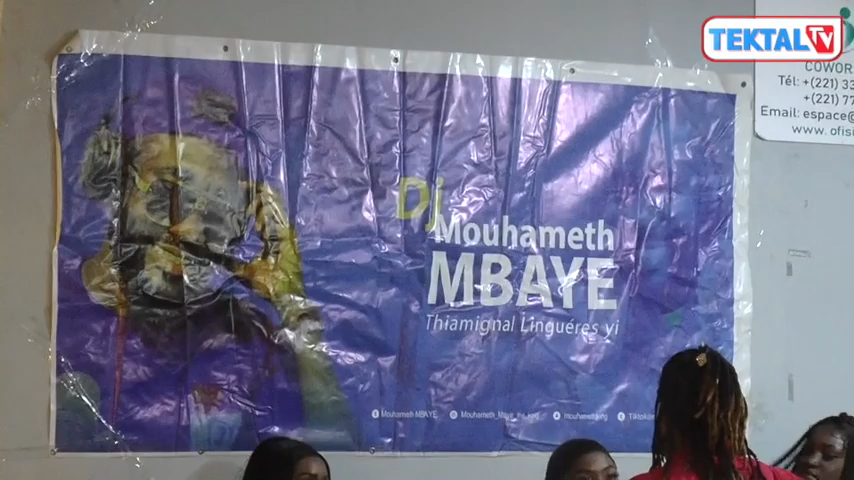 TEKTAL TV
COWOR
Tél: +(221) 33
+(221) 77
Email: espace@
www.ofisi
Dj
Mouhameth
MBAYE
Thiamignal Linguéres yi
Mouhameth MBAYE